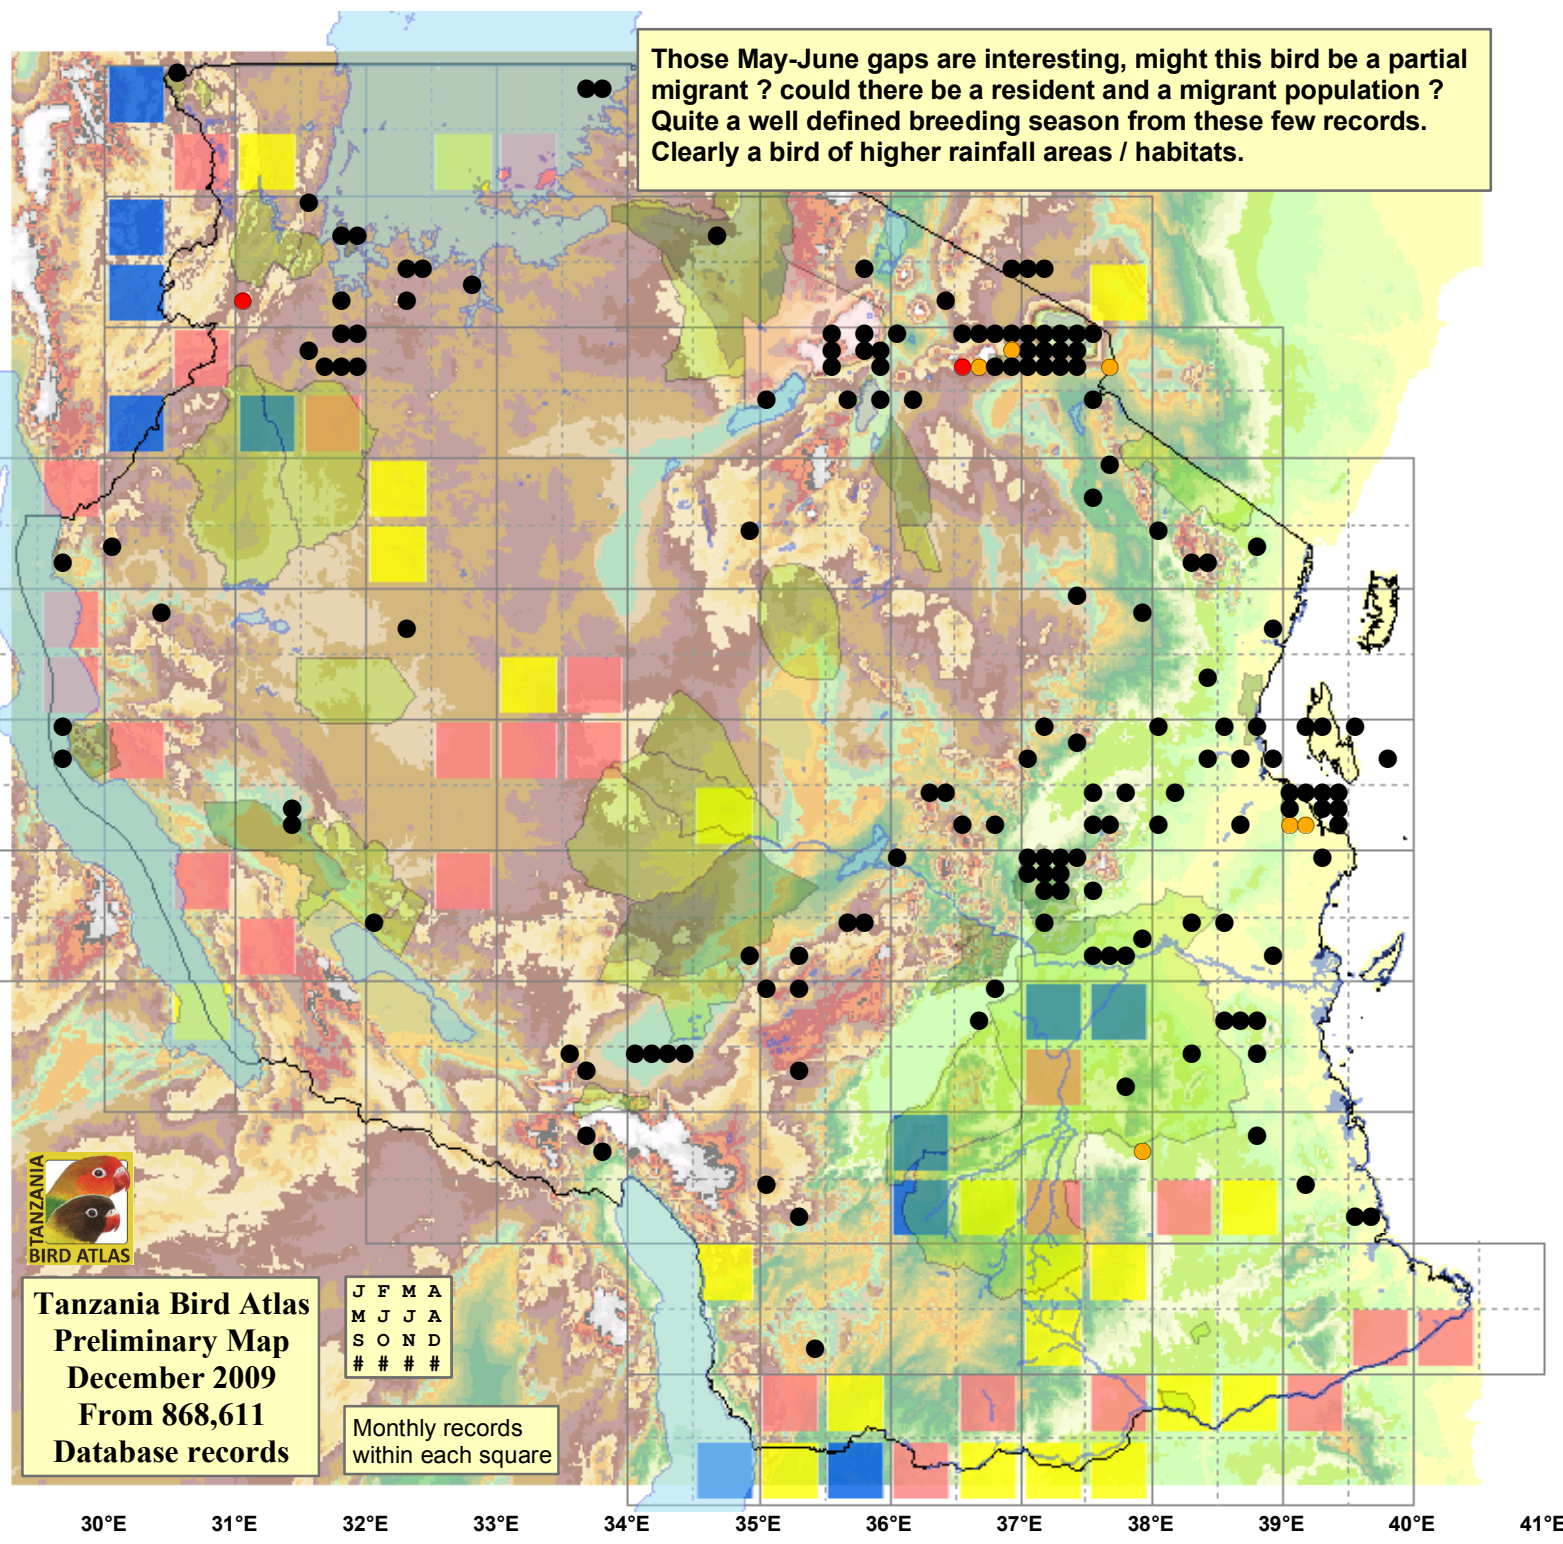 Those May-June gaps are interesting, might this bird be a partial
migrant ? could there be a resident and a migrant population ?
Quite a well defined breeding season from these few records.
Clearly a bird of higher rainfall areas / habitats.
TANZANIA
BIRD ATLAS
Tanzania Bird Atlas
Preliminary Map
December 2009
From 868,611
Database records
J F M A
M J J A
S O N D
# # # #
Monthly records
within each square
30°E 31°E 32°E 33°E 34°E 35°E 36°E 37°E 38°E 39°E 40°E 41°E